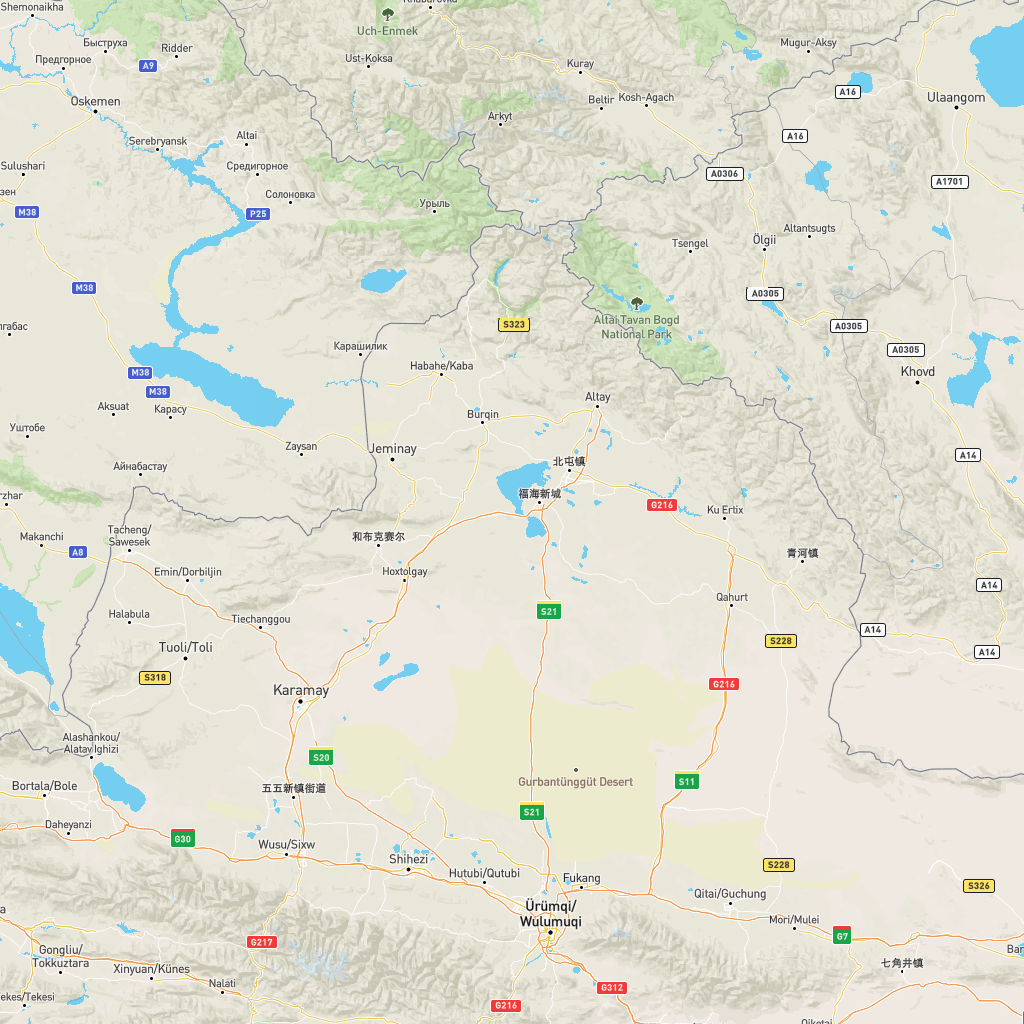 Shemonaikha
Uch-Enmek
Быструха
Ridder
Предгорное
A9
Ust-Koksa
Kuray
Mugur-Aksy
Beltir
Kosh-Agach
A16
Ulaangom
Oskemen
Arkyt
Serebryansk
Altai
A16
Sulushari
Средигорное
A0306
A1701
Солоновка
зен
M38
P25
Урыль
Tsengel
Ölgii
Altantsugts
M38
A0305
Altai Tavan Bogd
National Park
S323
A0305
лгабас
Карашилик
A0305
M38
Habahe/Kaba
Khovd
M38
Aksuat
Карасу
Burqin
Altay
Уштобе
Zaysan
Jeminay
A14
Айнабастау
北屯镇
rzhar
福海新城
G216
Ku Ertix
Makanchi
A8
Tacheng/
Sawesek
和布克赛尔
青河镇
Emin/Dorbiljin
Hoxtolgay
A14
Halabula
Tiechanggou
S21
Qahurt
Tuoli/Toli
S228
A14
A14
S318
Karamay
G216
Alashankou/
Alataw Ighizi
S20
Gurbantünggüt Desert
S11
Bortala/Bole
五五新镇街道
S21
Daheyanzi
G30
Wusu/Sixw
Shihezi
S228
Hutubi/Qutubi
Fukang
Qitai/Guchung
S326
Ürümqi/
Wulumuqi
Mori/Mulei
G7
G217
Gongliu/
Tokkuztara
Xinyuan/Künes
Nalati
七角井镇
ekes/Tekesi
G312
G216